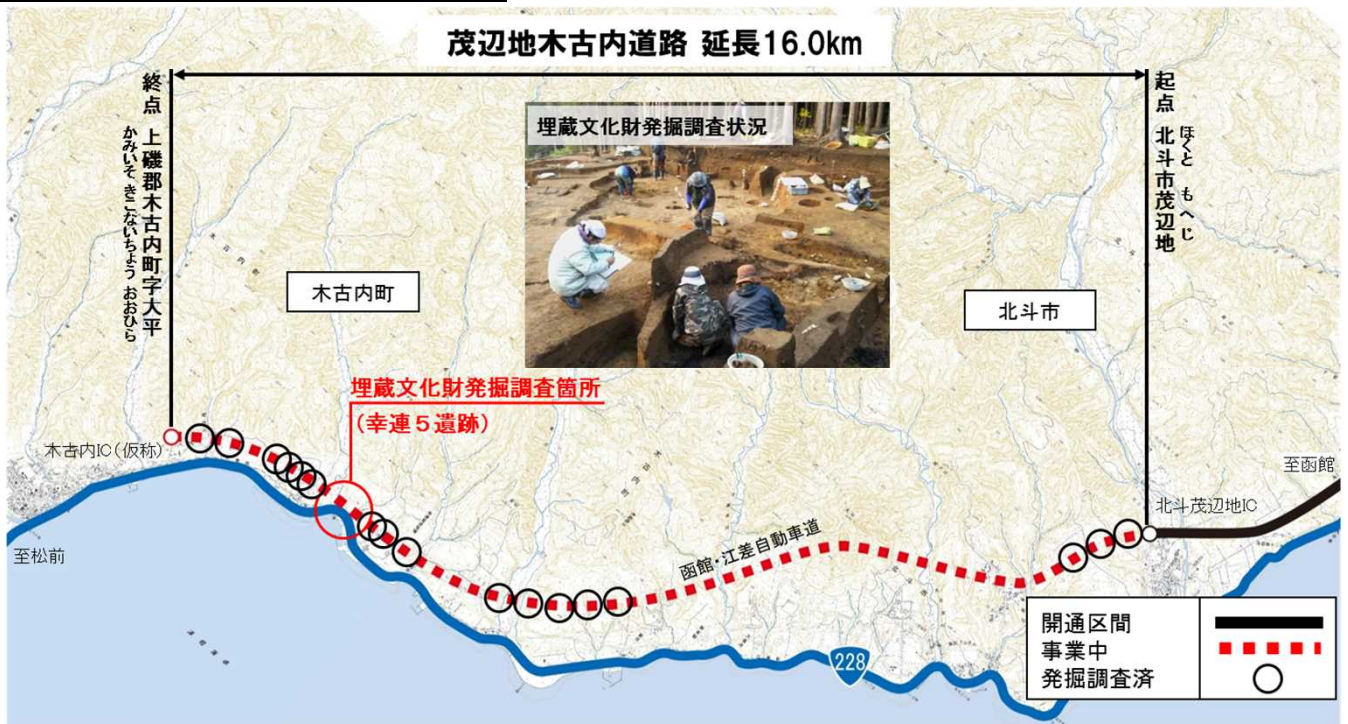 茂辺地木古内道路 延長16.0km
終点 上磯郡木古内町字大平
かみいそ きこないちょう おおひら
起点 北斗市茂辺地
ほくと もへじ
埋蔵文化財発掘調査状況
木古内町
北斗市
埋蔵文化財発掘調査箇所
(幸連5遺跡)
木古内IC(仮称)
至函館
北斗茂辺地IC
至松前
函館・江差自動車道
228
開通区間
事業中
発掘調査済